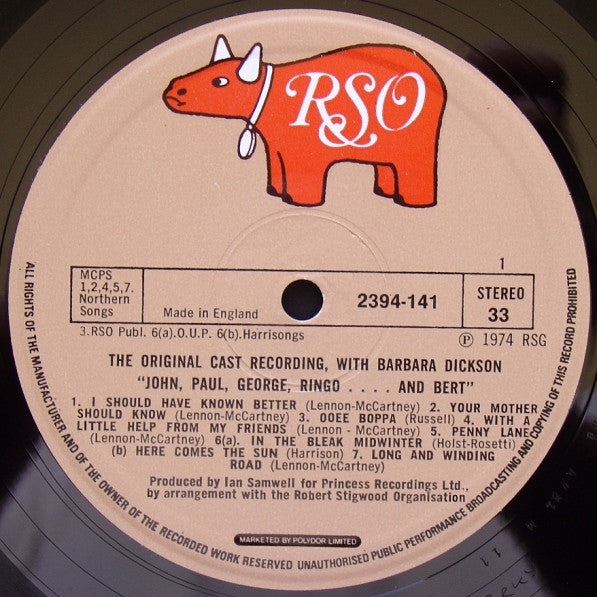 RSO
1
MCPS
1,2,4,5,7.
Northern
Songs
Made in England
2394-141
STEREO
33
3.RSO Publ. 6(a).O.U.P. 6(b).Harrisongs
℗ 1974 RSG
THE ORIGINAL CAST RECORDING, WITH BARBARA DICKSON
"JOHN, PAUL, GEORGE, RINGO . . . . AND BERT"
1. I SHOULD HAVE KNOWN BETTER (Lennon-McCartney) 2. YOUR MOTHER
SHOULD KNOW (Lennon-McCartney) 3. OOEE BOPPA (Russell) 4. WITH A
LITTLE HELP FROM MY FRIENDS (Lennon - McCartney) 5. PENNY LANE
(Lennon-McCartney) 6(a). IN THE BLEAK MIDWINTER (Holst-Rosetti)
(b) HERE COMES THE SUN (Harrison) 7. LONG AND WINDING
ROAD (Lennon-McCartney)
Produced by Ian Samwell for Princess Recordings Ltd.,
by arrangement with the Robert Stigwood Organisation
MARKETED BY POLYDOR LIMITED
ALL RIGHTS OF THE MANUFACTURER AND OF THE OWNER OF THE RECORDED WORK RESERVED UNAUTHORISED PUBLIC PERFORMANCE BROADCASTING AND COPYING OF THIS RECORD PROHIBITED